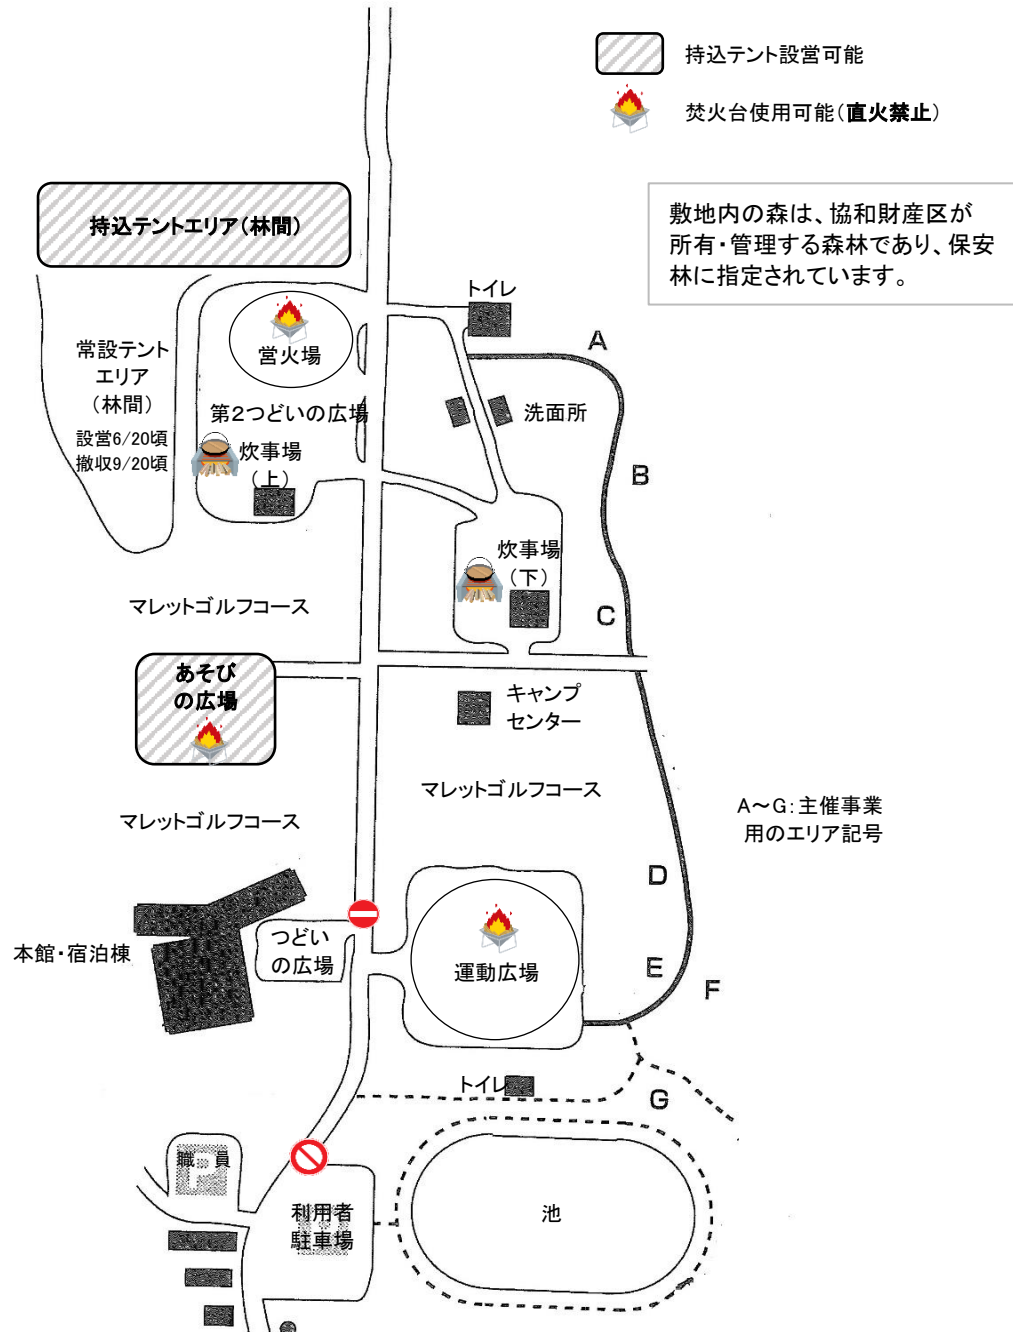 持込テント設営可能
焚火台使用可能（直火禁止）
敷地内の森は、協和財産区が
所有・管理する森林であり、保安
林に指定されています。
持込テントエリア（林間）
トイレ
A
営火場
常設テント
エリア
（林間）
設営6/20頃
撤収9/20頃
第2つどいの広場
洗面所
炊事場
（上）
B
炊事場
（下）
C
マレットゴルフコース
あそび
の広場
キャンプ
センター
マレットゴルフコース
マレットゴルフコース
A～G：主催事業
用のエリア記号
D
本館・宿泊棟
つどい
の広場
運動広場
E
F
トイレ
G
職員
P
利用者
駐車場
池